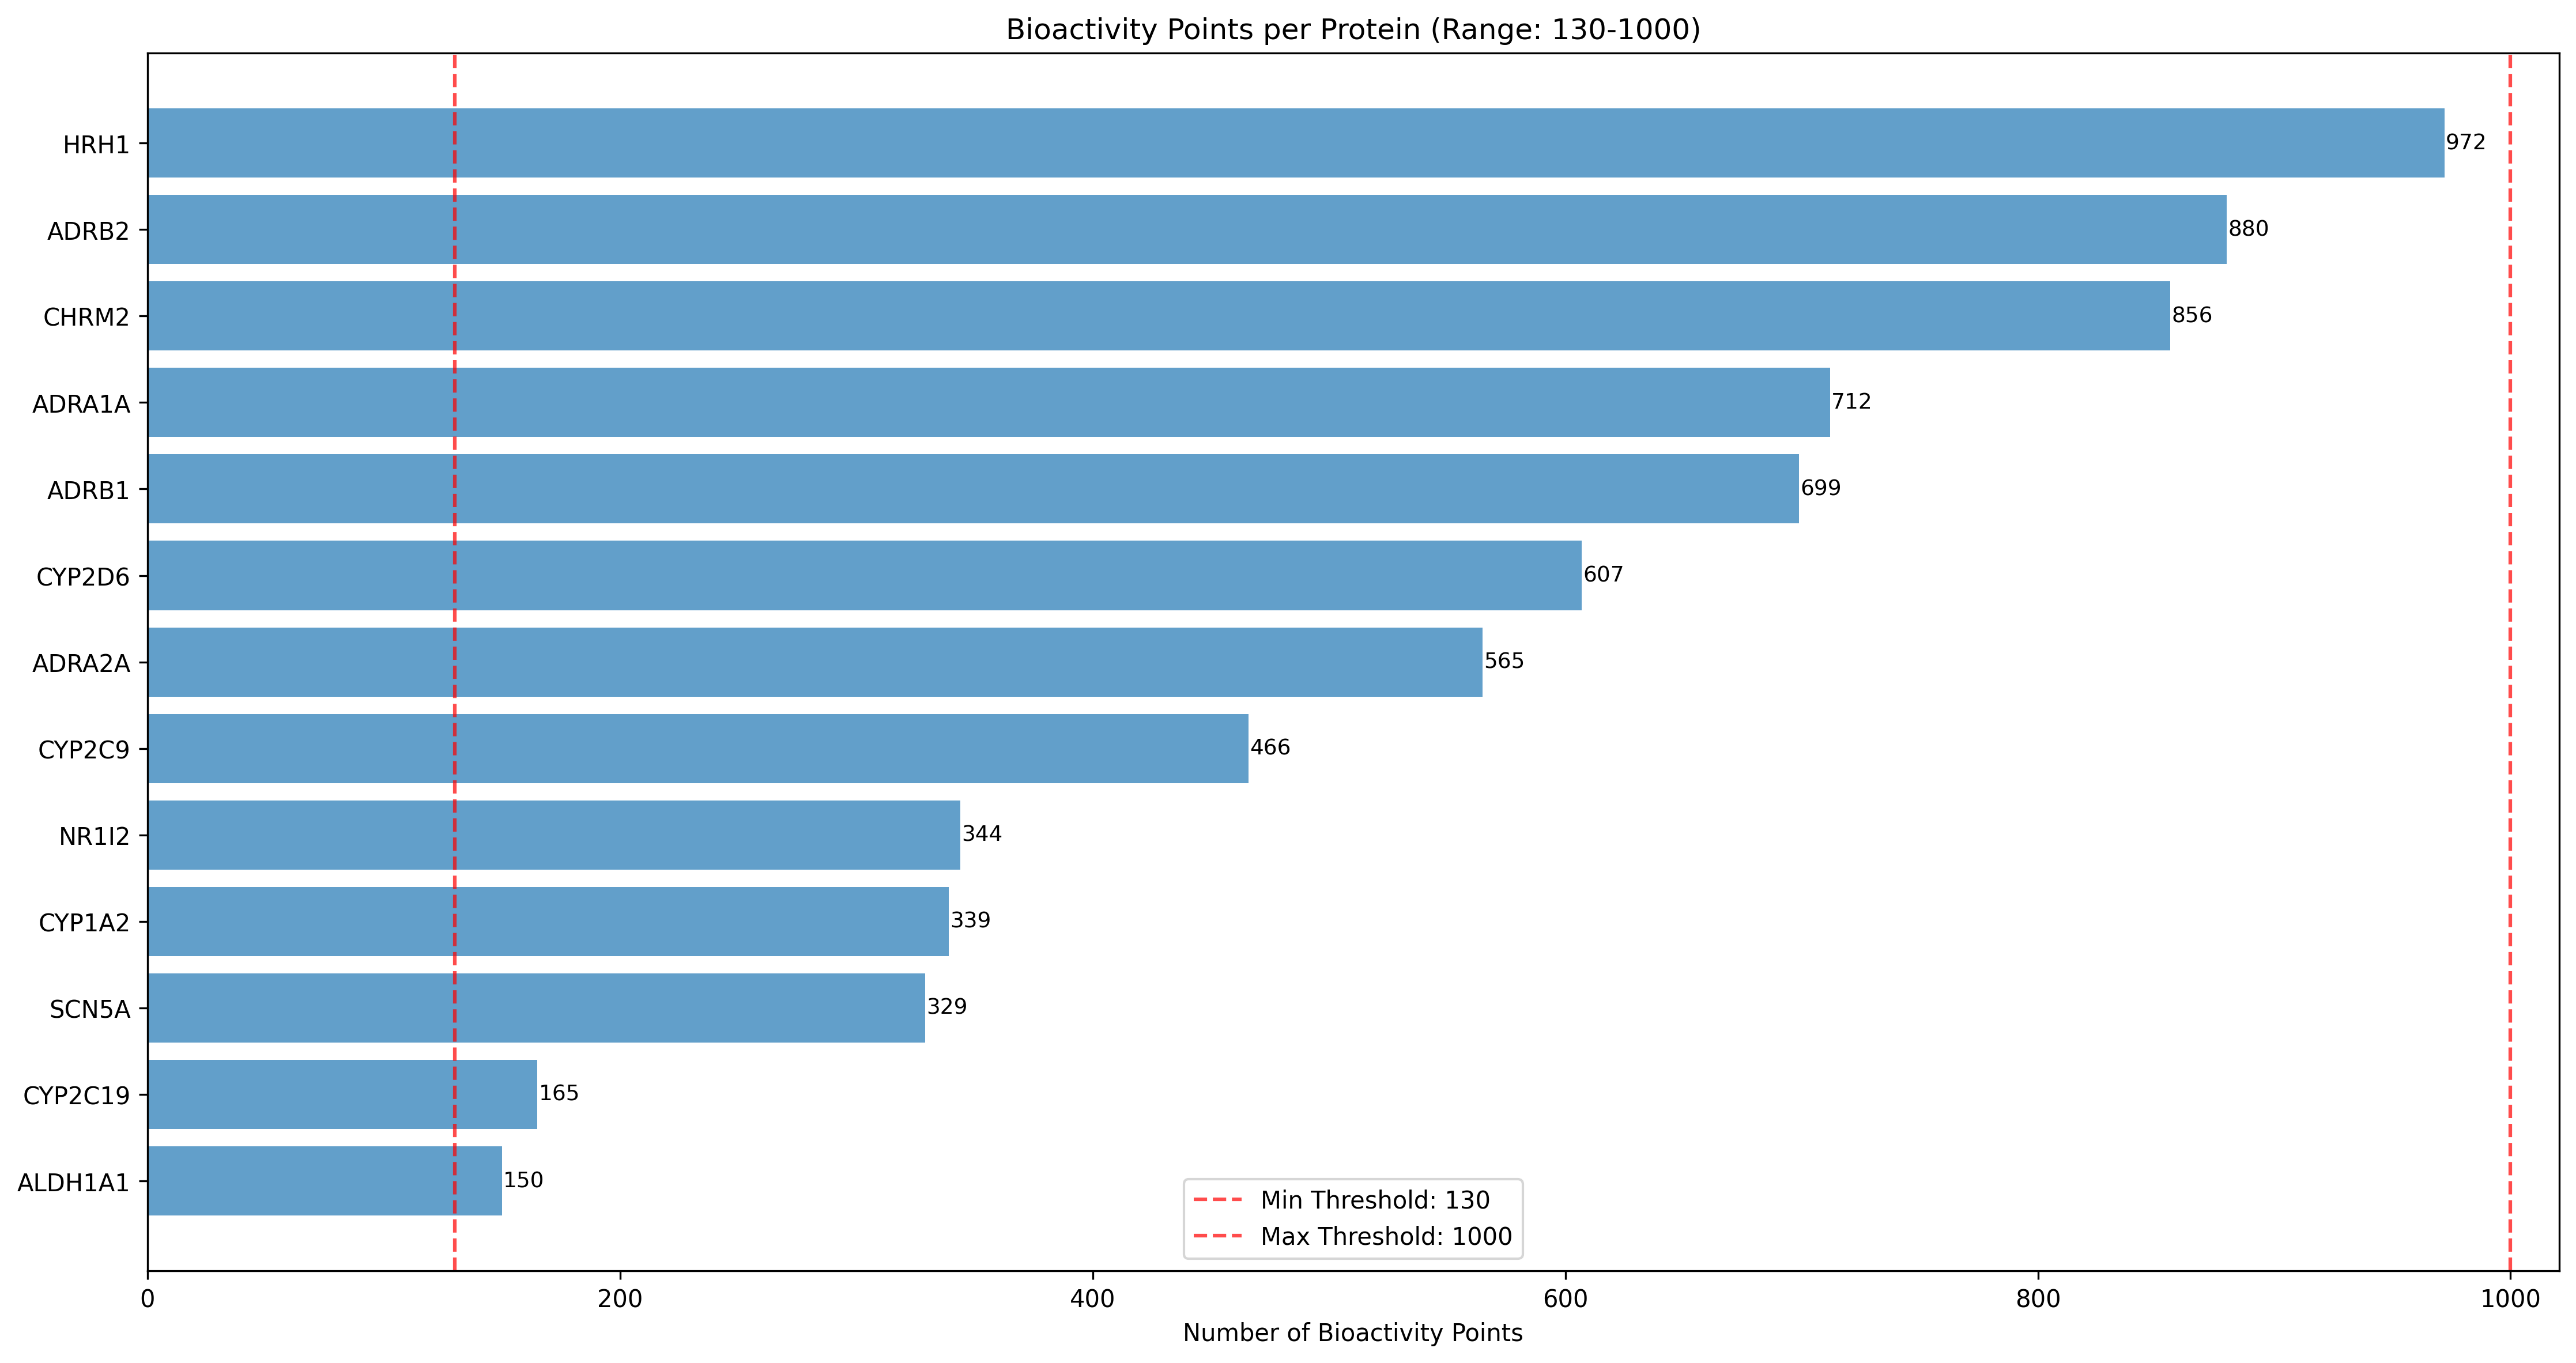 Bioactivity Points per Protein (Range: 130-1000)
HRH1 972
ADRB2 880
CHRM2 856
ADRA1A 712
ADRB1 699
CYP2D6 607
ADRA2A 565
CYP2C9 466
NR1I2 344
CYP1A2 339
SCN5A 329
CYP2C19 165
ALDH1A1 150
Min Threshold: 130
Max Threshold: 1000
0 200 400 600 800 1000
Number of Bioactivity Points